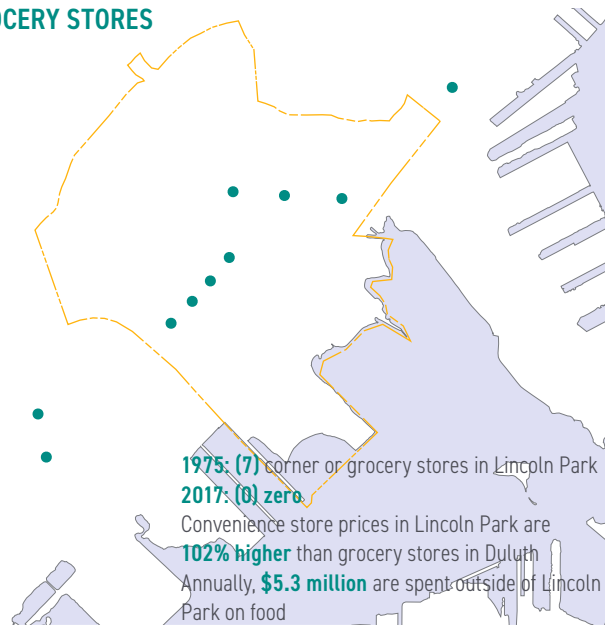 OCERY STORES
1975: (7) corner or grocery stores in Lincoln Park
2017: (0) zero
Convenience store prices in Lincoln Park are
102% higher than grocery stores in Duluth
Annually, $5.3 million are spent outside of Lincoln
Park on food